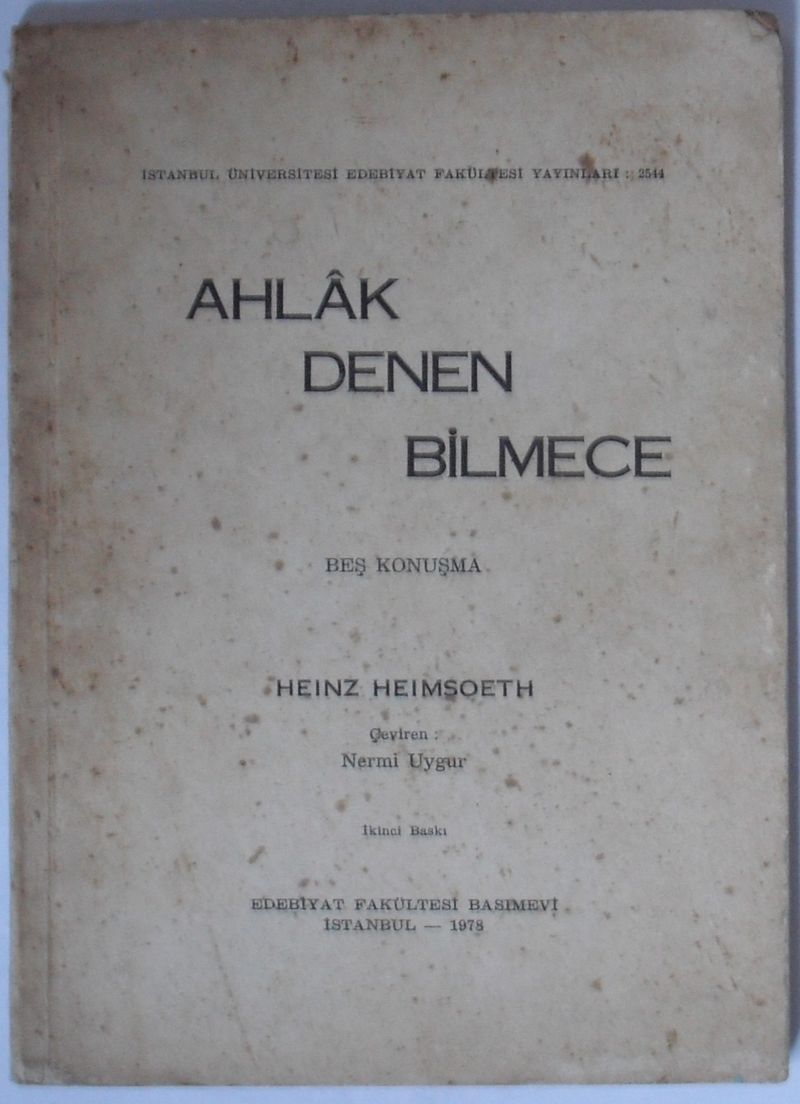 İSTANBUL ÜNİVERSİTESİ EDEBİYAT FAKÜLTESİ YAYINLARI : 2544
AHLÂK
DENEN
BİLMECE
BEŞ KONUŞMA
HEINZ HEIMSOETH
Çeviren :
Nermi Uygur
İkinci Baskı
EDEBİYAT FAKÜLTESİ BASIMEVİ
İSTANBUL — 1978